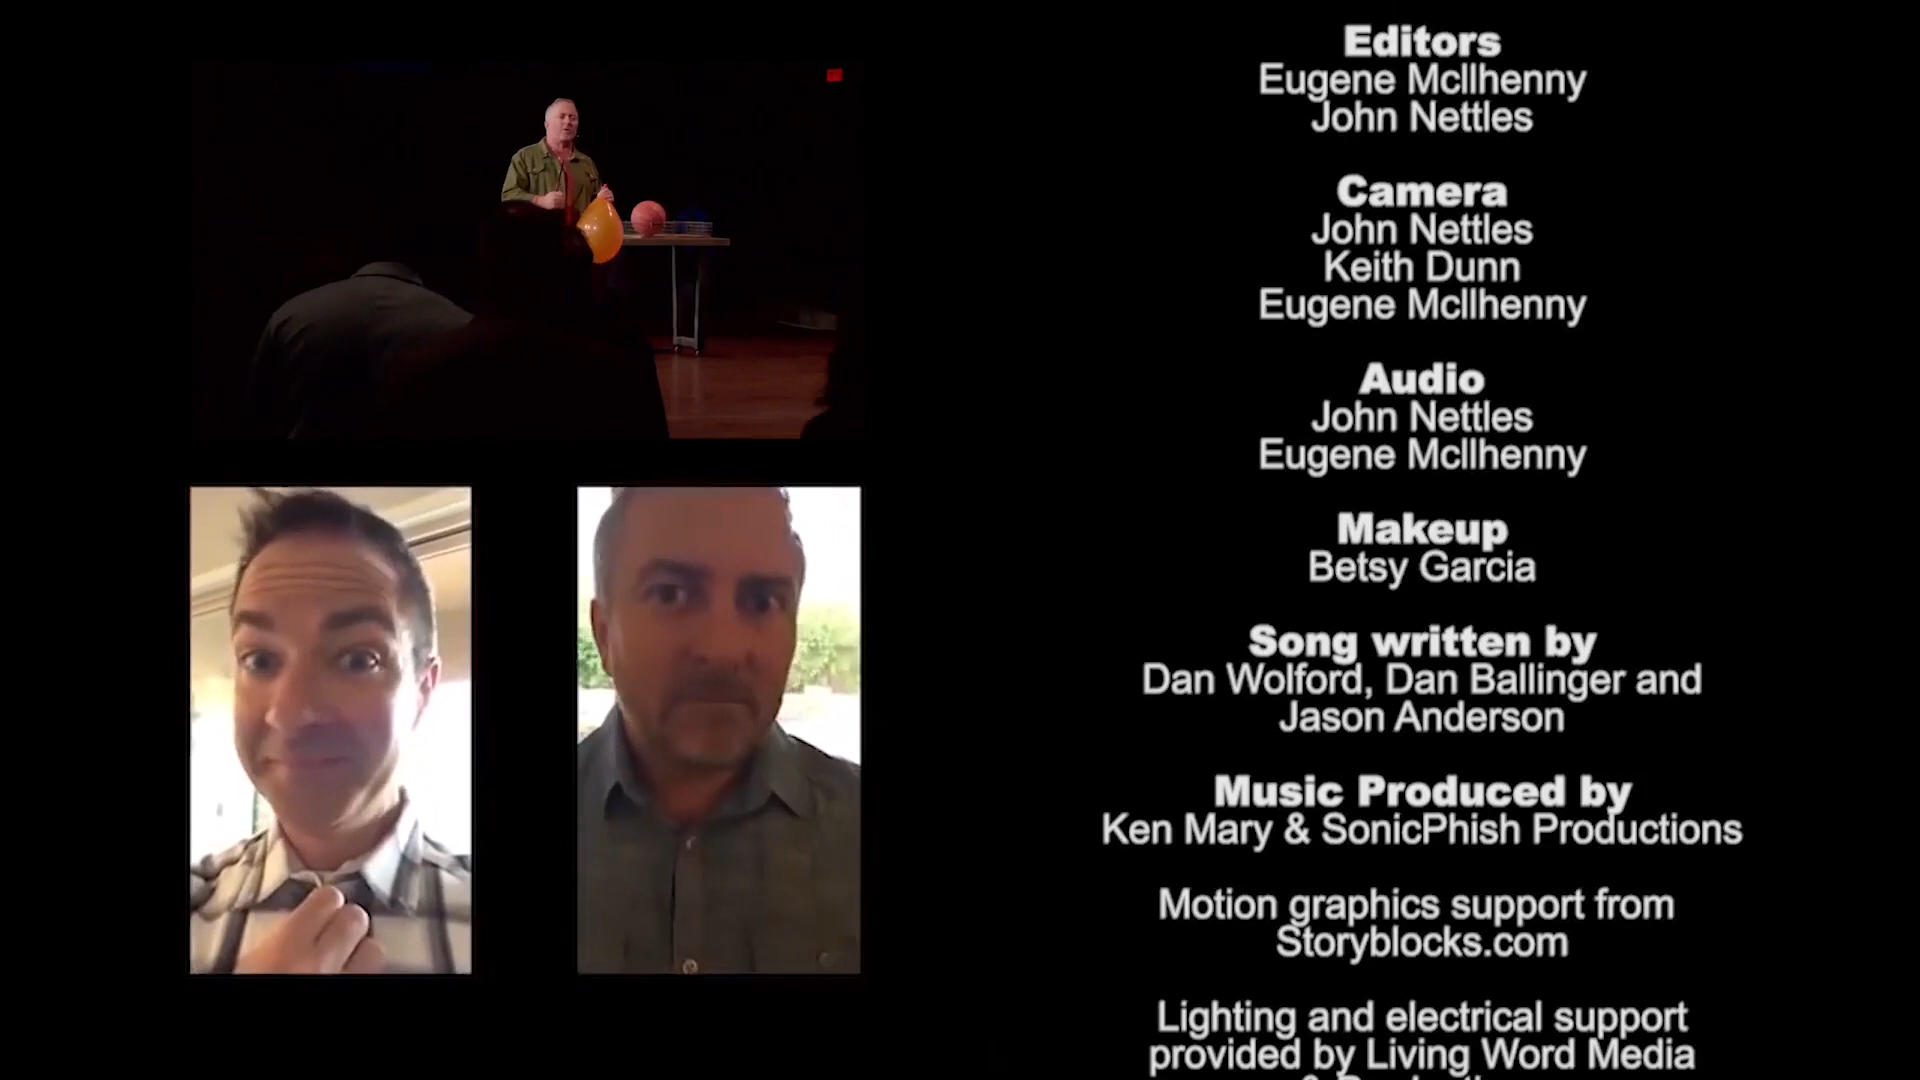 Editors
Eugene McIlhenny
John Nettles
Camera
John Nettles
Keith Dunn
Eugene McIlhenny
Audio
John Nettles
Eugene McIlhenny
Makeup
Betsy Garcia
Song written by
Dan Wolford, Dan Ballinger and
Jason Anderson
Music Produced by
Ken Mary & SonicPhish Productions
Motion graphics support from
Storyblocks.com
Lighting and electrical support
provided by Living Word Media